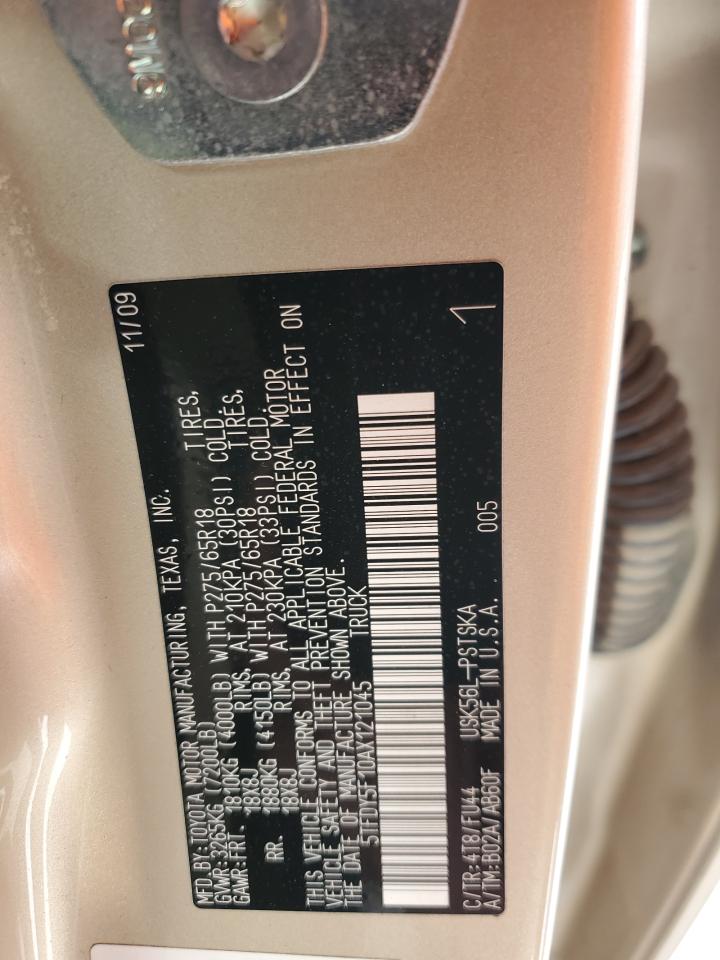 11/09
MFD.BY:TOYOTA MOTOR MANUFACTURING, TEXAS, INC.
GVWR:3265KG (7200LB)
GAWR:FRT. 1810KG (4000LB) WITH P275/65R18 TIRES,
18X8J RIMS, AT 210KPA (30PSI) COLD.
RR. 1880KG (4150LB) WITH P275/65R18 TIRES,
18X8J RIMS, AT 230KPA (33PSI) COLD.
THIS VEHICLE CONFORMS TO ALL APPLICABLE FEDERAL MOTOR
VEHICLE SAFETY AND THEFT PREVENTION STANDARDS IN EFFECT ON
THE DATE OF MANUFACTURE SHOWN ABOVE.
5TFDY5F10AX121045 TRUCK
C/TR:4T8/FU44 USK56L-PSTSKA 005 1
A/TM:B02A/AB60F MADE IN U.S.A.